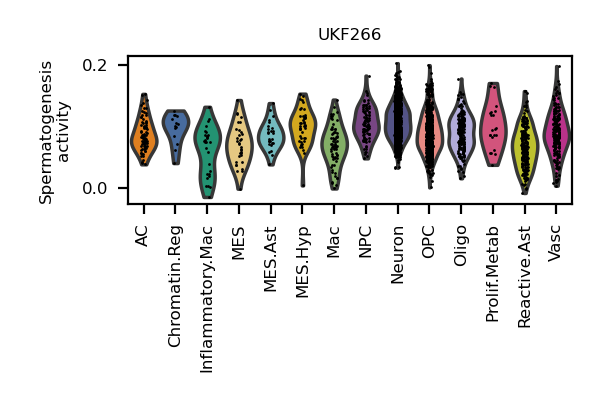 UKF266
Spermatogenesis
activity
0.2
0.0
AC
Chromatin.Reg
Inflammatory.Mac
MES
MES.Ast
MES.Hyp
Mac
NPC
Neuron
OPC
Oligo
Prolif.Metab
Reactive.Ast
Vasc